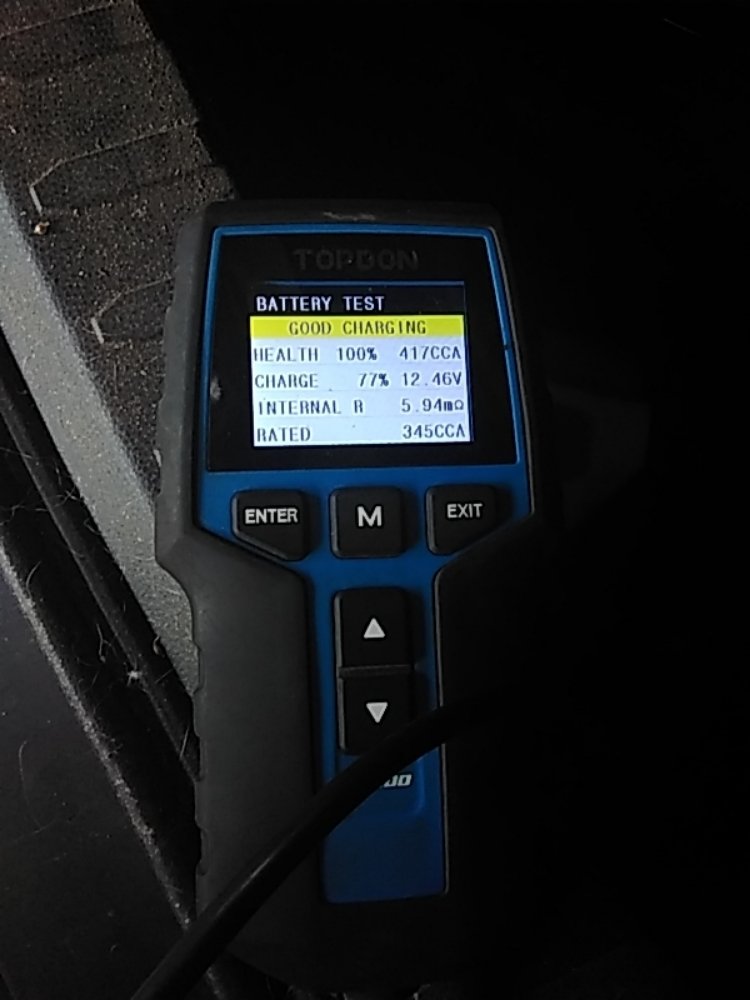 TOPDON
BATTERY TEST
GOOD CHARGING
HEALTH 100% 417CCA
CHARGE 77% 12.46V
INTERNAL R 5.94mΩ
RATED 345CCA
ENTER M EXIT
▲
▼